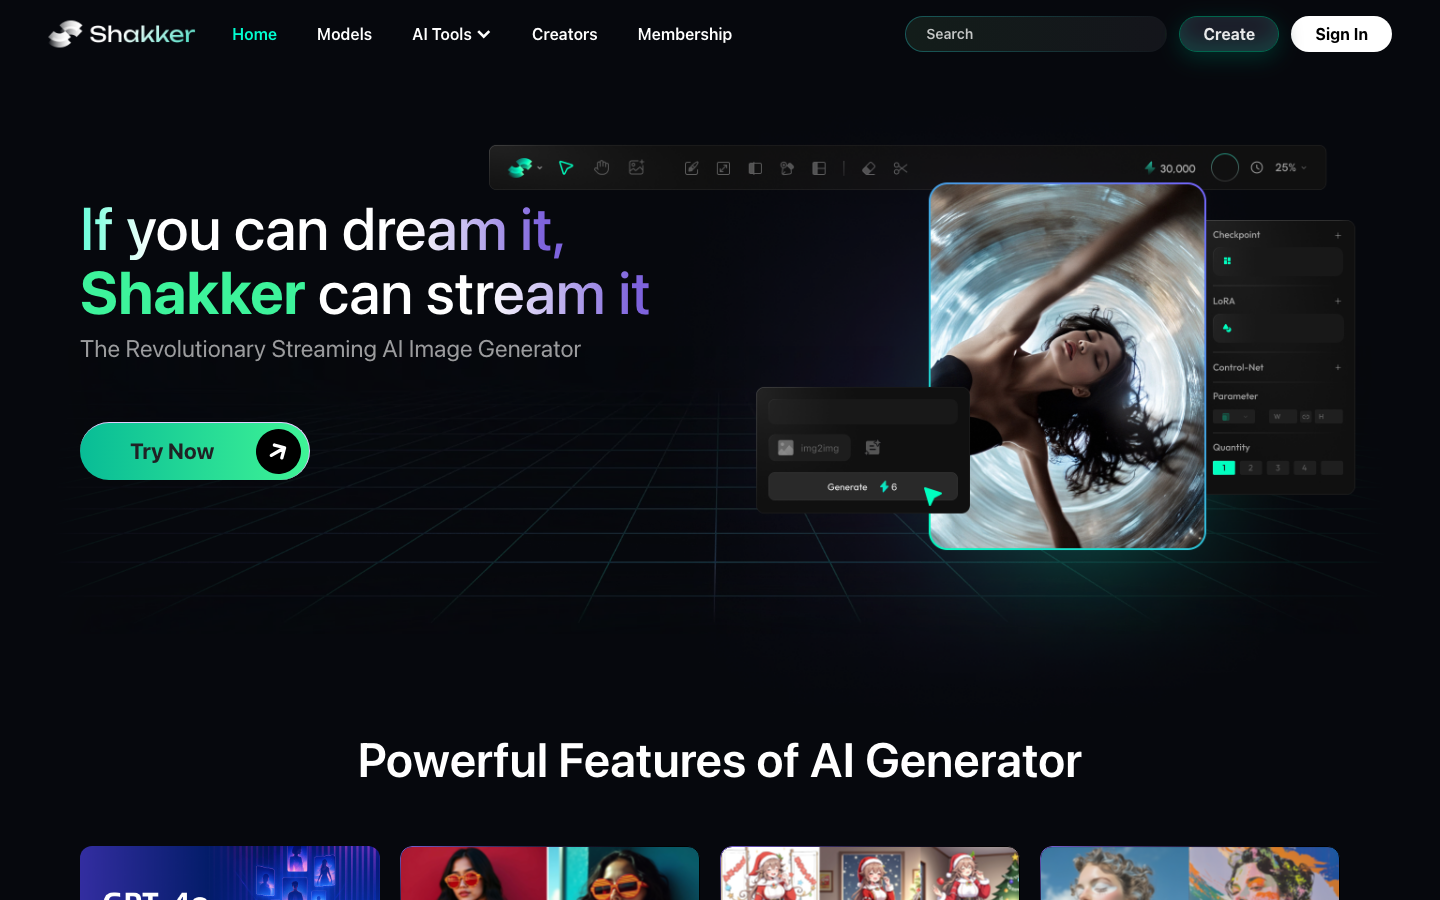 Shakker
Home
Models
AI Tools
Creators
Membership
Search
Create
Sign In
30,000
25%
If you can dream it,
Shakker can stream it
The Revolutionary Streaming AI Image Generator
Try Now
Checkpoint
LoRA
Control-Net
Parameter
W
H
Quantity
1 2 3 4
img2img
Generate 6
Powerful Features of AI Generator